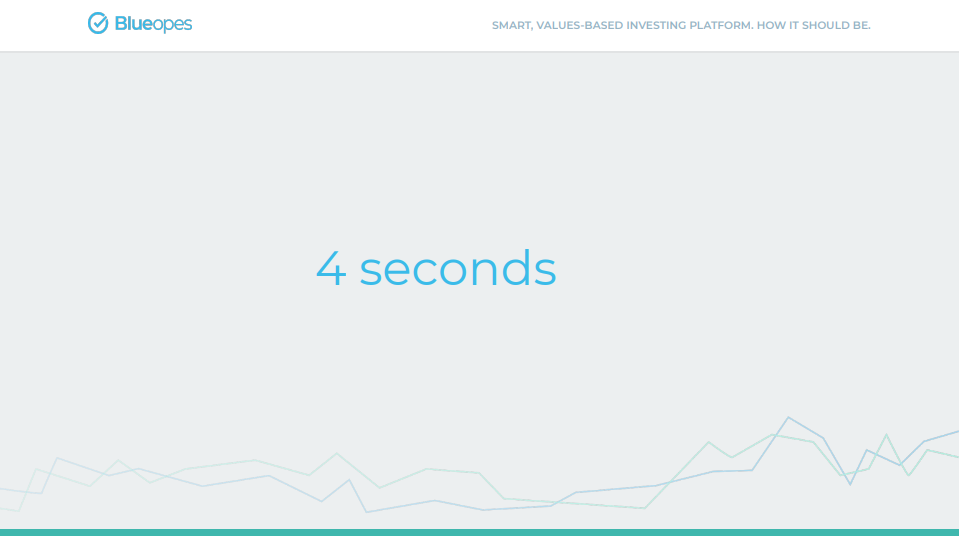 Blueopes
SMART, VALUES-BASED INVESTING PLATFORM. HOW IT SHOULD BE.
4 seconds